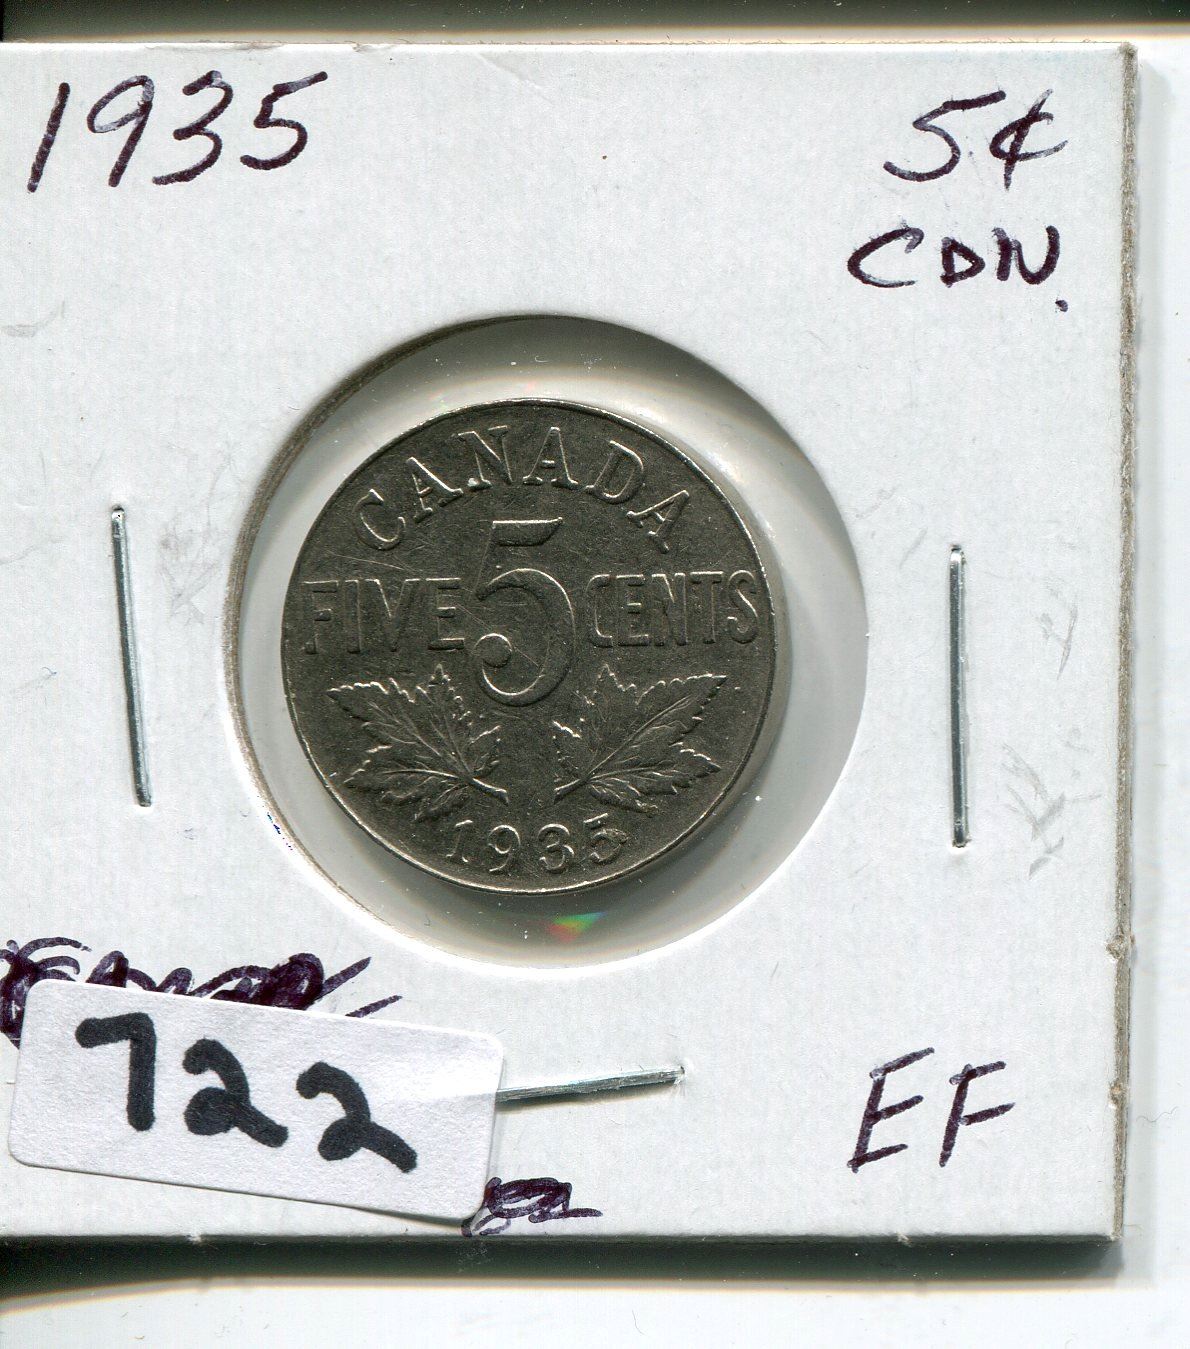 1935
5¢
CDN.
CANADA
FIVE 5 CENTS
1935
722
EF